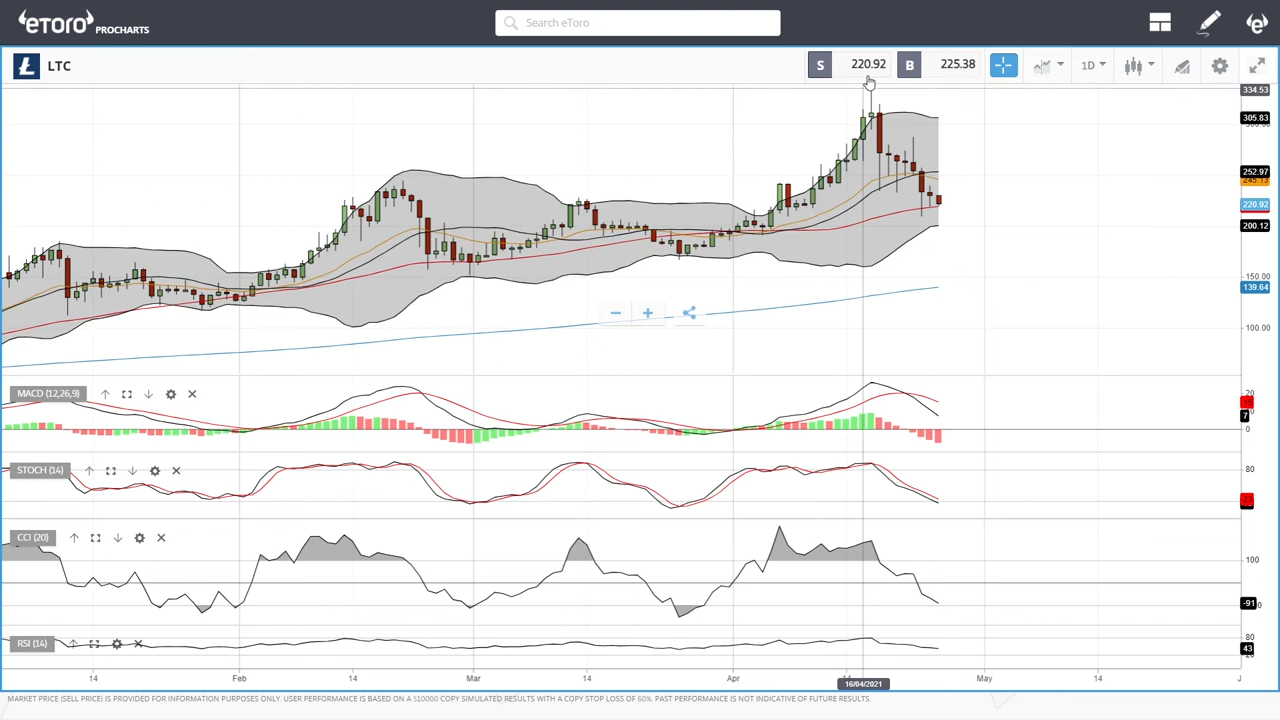 eToro PROCHARTS
Search eToro
LTC
S 220.92 B 225.38
1D
334.53
305.83
252.97
220.92
200.12
150.00
139.64
100.00
MACD (12,26,9)
20
7
0
STOCH (14)
80
CCI (20)
100
-91
RSI (14)
80
43
14 Feb 14 Mar 14 Apr 16/04/2021 May 14
MARKET PRICE (SELL PRICE) IS PROVIDED FOR INFORMATION PURPOSES ONLY. USER PERFORMANCE IS BASED ON A $10000 COPY SIMULATED RESULTS WITH A COPY STOP LOSS OF 60%. PAST PERFORMANCE IS NOT INDICATIVE OF FUTURE RESULTS.